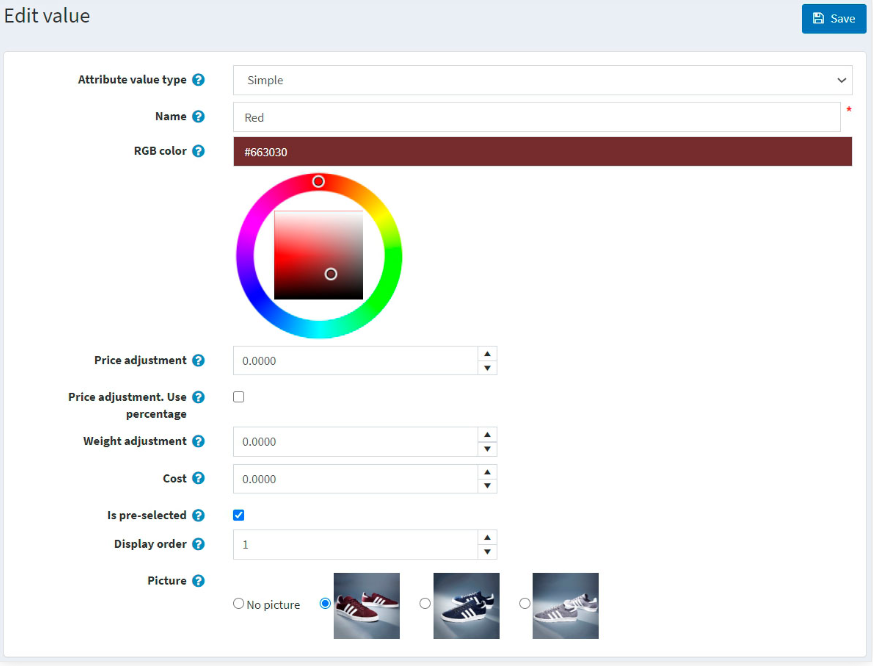 Edit value
Save
Attribute value type ?
Simple
Name ?
Red
*
RGB color ?
#663030
Price adjustment ?
0.0000
Price adjustment. Use ?
percentage
Weight adjustment ?
0.0000
Cost ?
0.0000
Is pre-selected ?
Display order ?
1
Picture ?
No picture